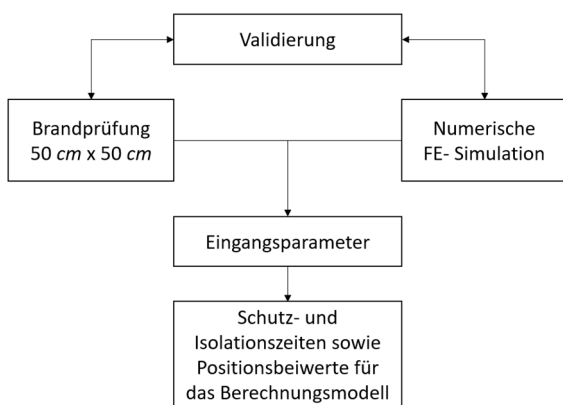 Validierung
Brandprüfung
50 cm x 50 cm
Numerische
FE- Simulation
Eingangsparameter
Schutz- und
Isolationszeiten sowie
Positionsbeiwerte für
das Berechnungsmodell